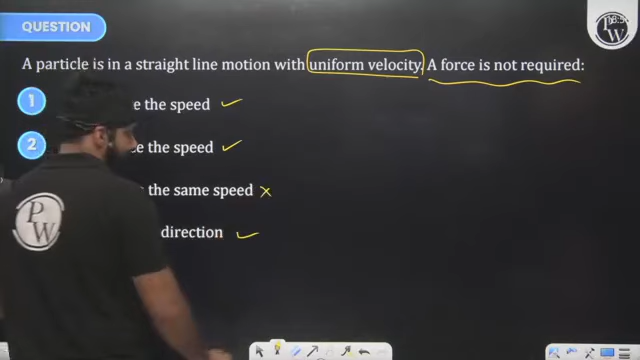 QUESTION
A particle is in a straight line motion with uniform velocity. A force is not required:
1 the speed
2 the speed
the same speed
direction
P W
P W